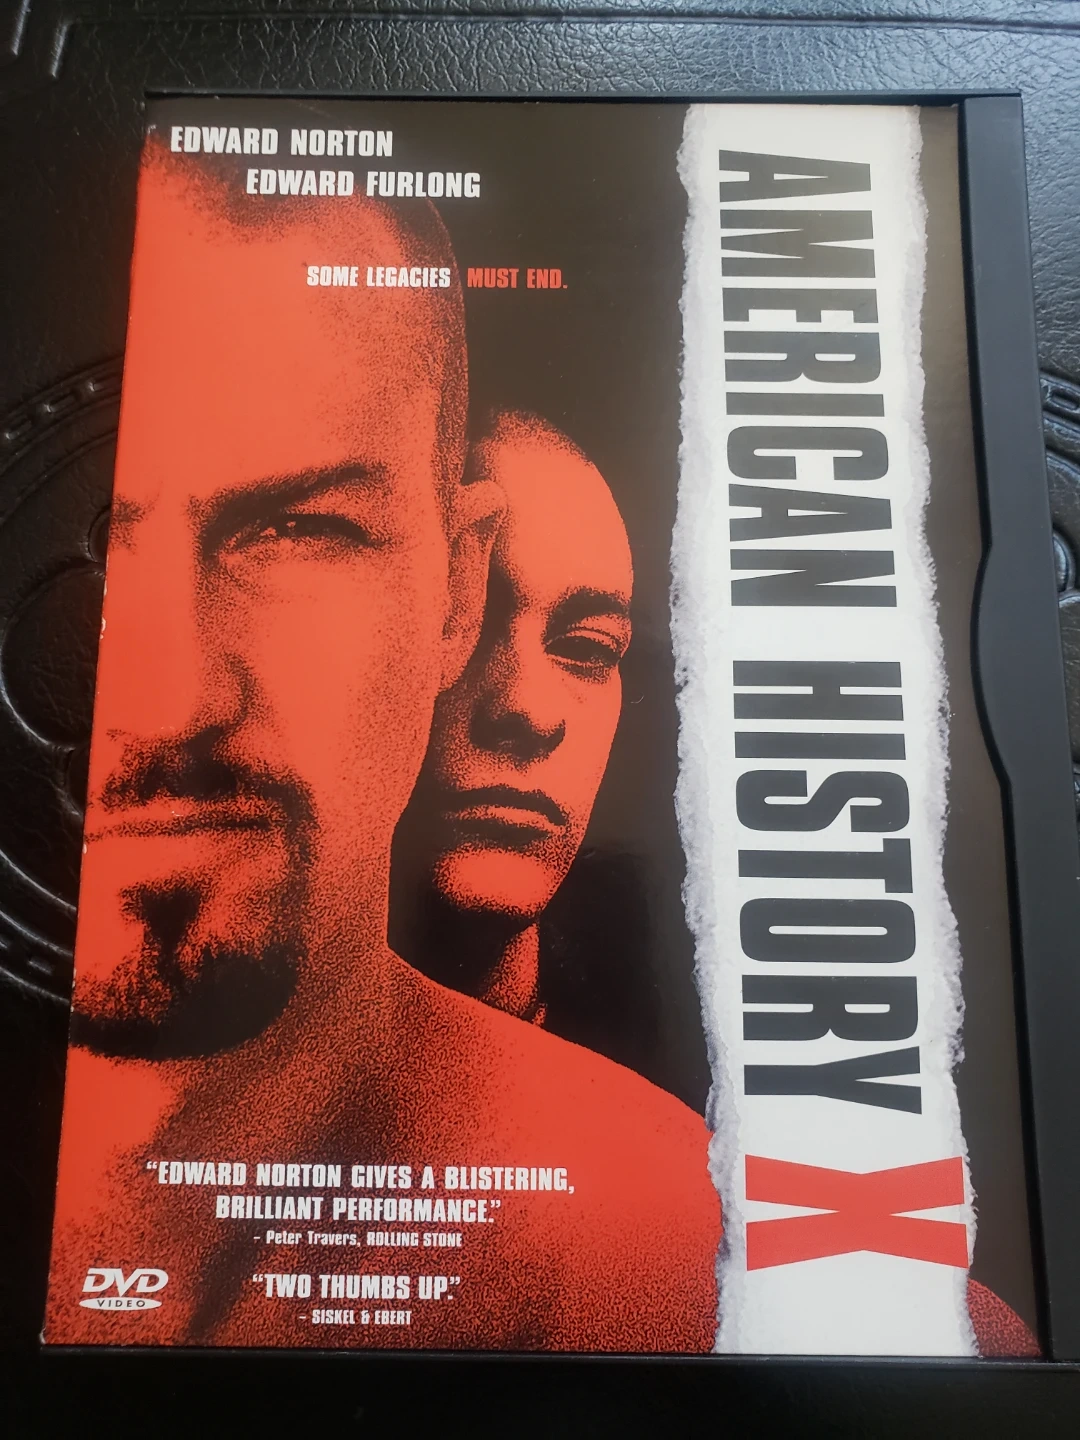 EDWARD NORTON
EDWARD FURLONG
SOME LEGACIES MUST END.
AMERICAN HISTORY X
“EDWARD NORTON GIVES A BLISTERING,
BRILLIANT PERFORMANCE.”
– Peter Travers, ROLLING STONE
“TWO THUMBS UP.”
– SISKEL & EBERT
DVD
VIDEO